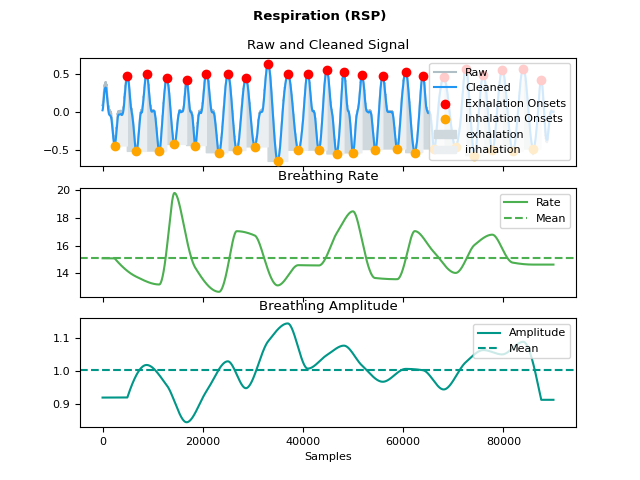 Respiration (RSP)
Raw and Cleaned Signal
0.5
0.0
−0.5
Raw
Cleaned
Exhalation Onsets
Inhalation Onsets
exhalation
inhalation
Breathing Rate
20
18
16
14
Rate
Mean
Breathing Amplitude
1.1
1.0
0.9
Amplitude
Mean
0 20000 40000 60000 80000
Samples